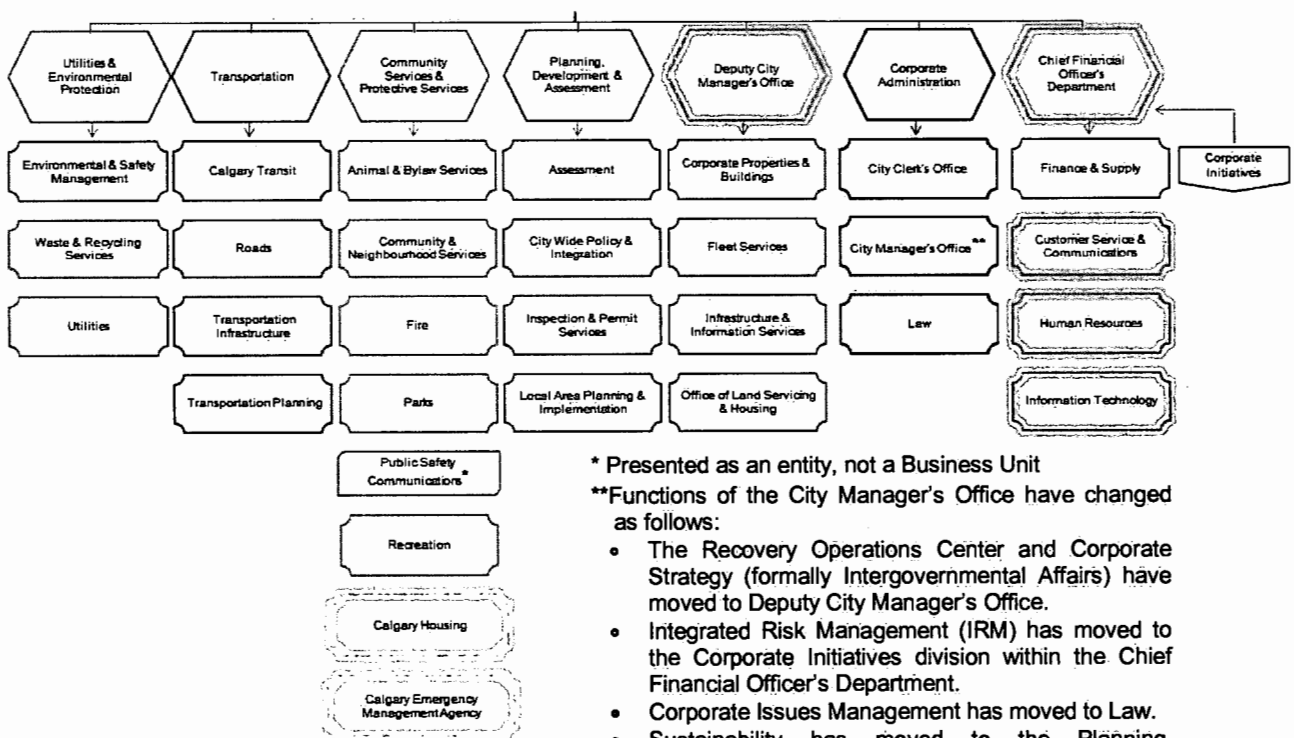 Utilities &
Environmental
Protection
Transportation
Community
Services &
Protective Services
Planning,
Development &
Assessment
Deputy City
Manager's Office
Corporate
Administration
Chief Financial
Officer's
Department
Environmental & Safety
Management
Calgary Transit
Animal & Bylaw Services
Assessment
Corporate Properties &
Buildings
City Clerk's Office
Finance & Supply
Corporate
Initiatives
Waste & Recycling
Services
Roads
Community &
Neighbourhood Services
City Wide Policy &
Integration
Fleet Services
City Manager's Office**
Customer Service &
Communications
Utilities
Transportation
Infrastructure
Fire
Inspection & Permit
Services
Infrastructure &
Information Services
Law
Human Resources
Transportation Planning
Parks
Local Area Planning &
Implementation
Office of Land Servicing
& Housing
Information Technology
Public Safety
Communications*
Recreation
Calgary Housing
Calgary Emergency
Management Agency
* Presented as an entity, not a Business Unit
**Functions of the City Manager's Office have changed
as follows:
• The Recovery Operations Center and Corporate
Strategy (formally Intergovernmental Affairs) have
moved to Deputy City Manager's Office.
• Integrated Risk Management (IRM) has moved to
the Corporate Initiatives division within the Chief
Financial Officer's Department.
• Corporate Issues Management has moved to Law.
• Sustainability has moved to the Planning,